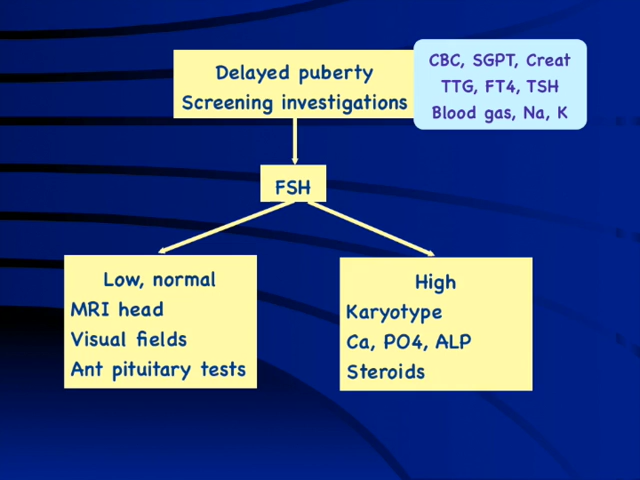 Delayed puberty
Screening investigations
CBC, SGPT, Creat
TTG, FT4, TSH
Blood gas, Na, K
FSH
Low, normal
MRI head
Visual fields
Ant pituitary tests
High
Karyotype
Ca, PO4, ALP
Steroids